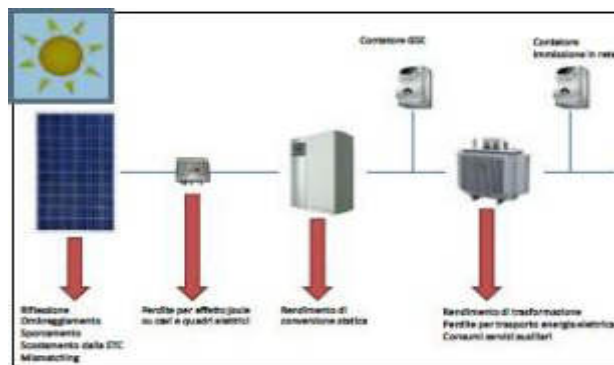 Contatore GSE
Contatore
Immissione in rete
Riflessione
Ombreggiamento
Sporcamento
Scostamento dalle STC
Mismatching
Perdite per effetto joule
su cavi e quadri elettrici
Rendimento di
conversione statica
Rendimento di trasformazione
Perdite per trasporto energia elettrica
Consumi servizi ausiliari